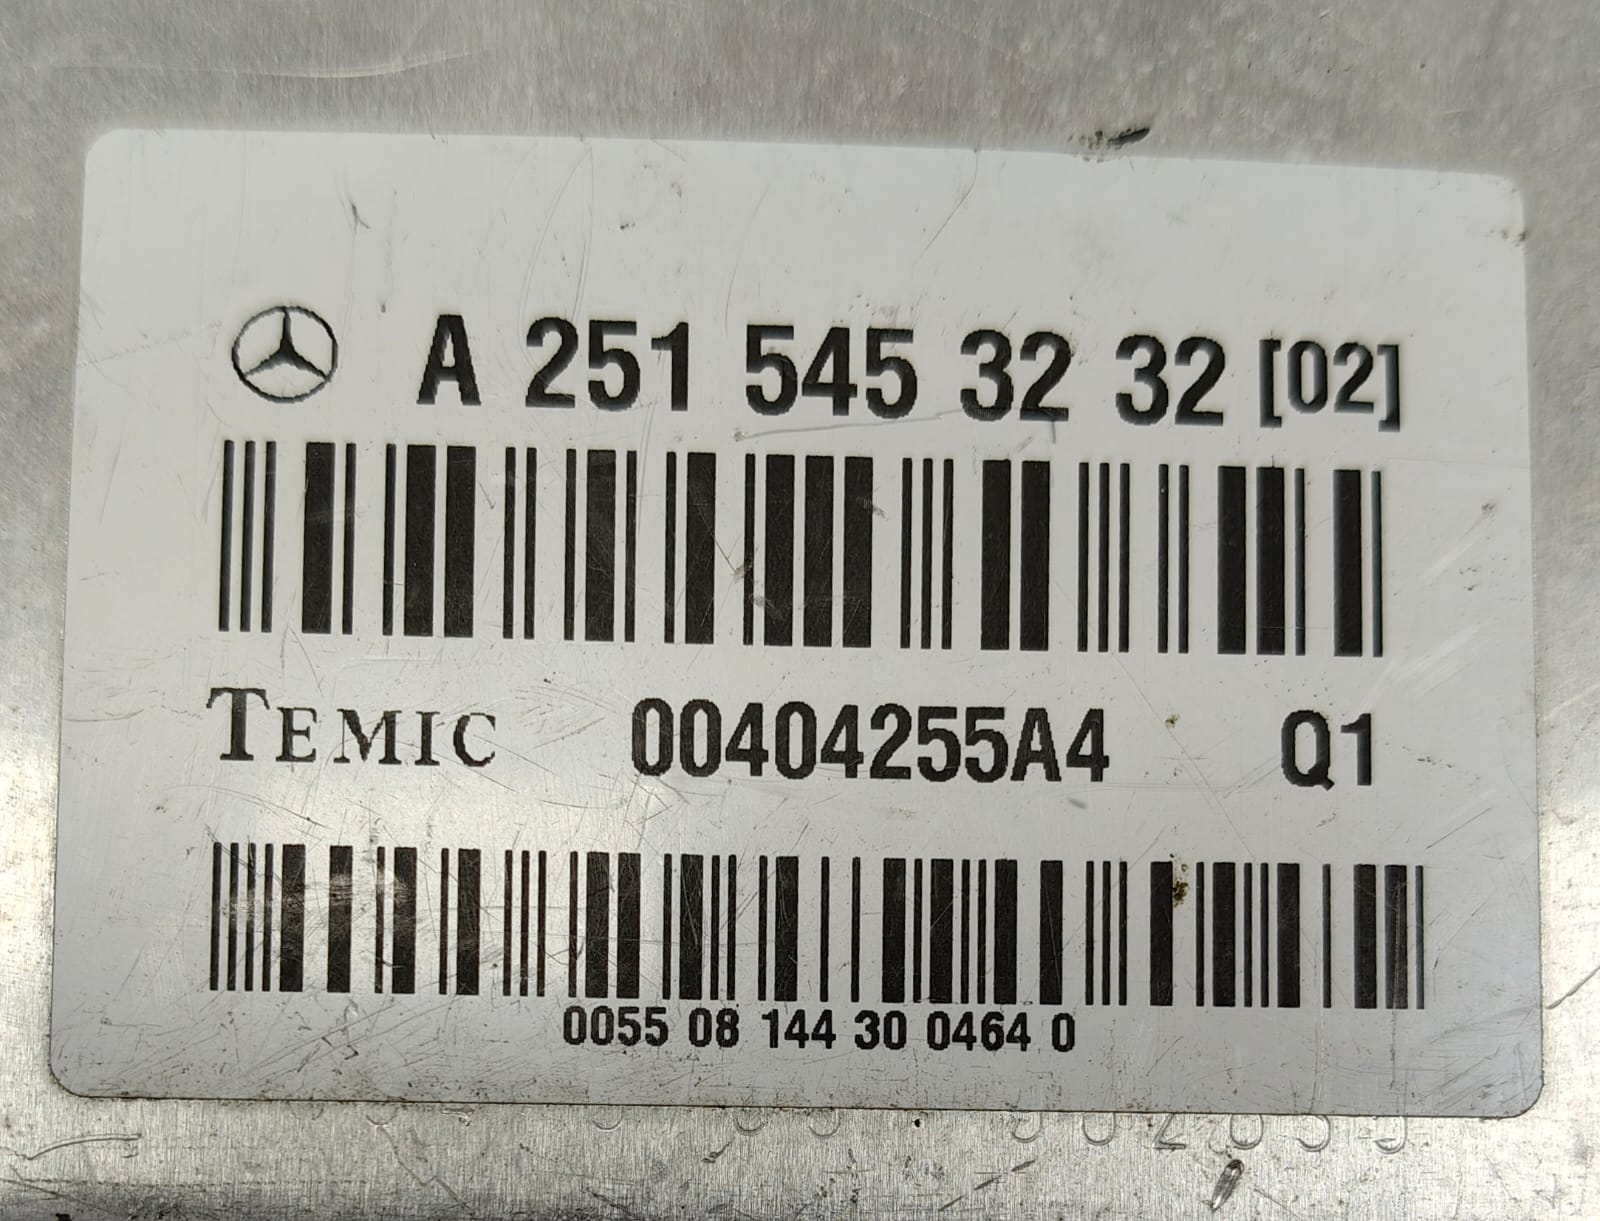 A 251 545 32 32 [02]
TEMIC 00404255A4 Q1
0055 08 144 30 0464 0